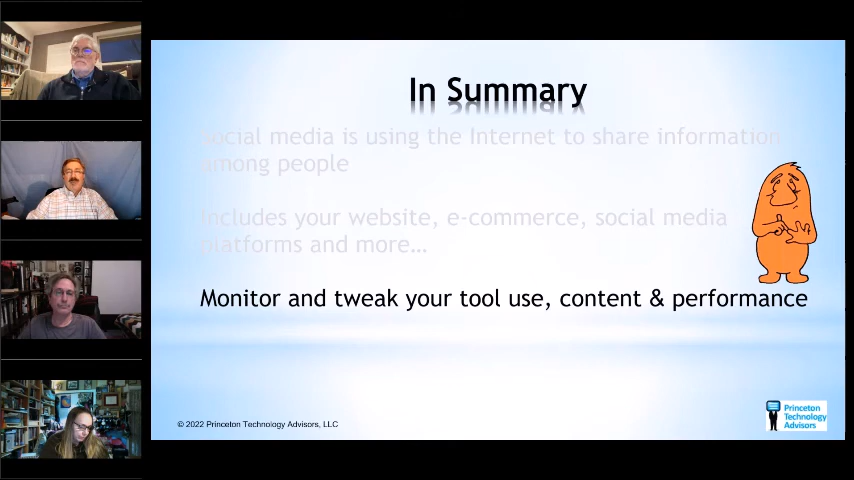 In Summary
Social media is using the Internet to share information
among people
Includes your website, e-commerce, social media
platforms and more…
Monitor and tweak your tool use, content & performance
© 2022 Princeton Technology Advisors, LLC
Princeton
Technology
Advisors